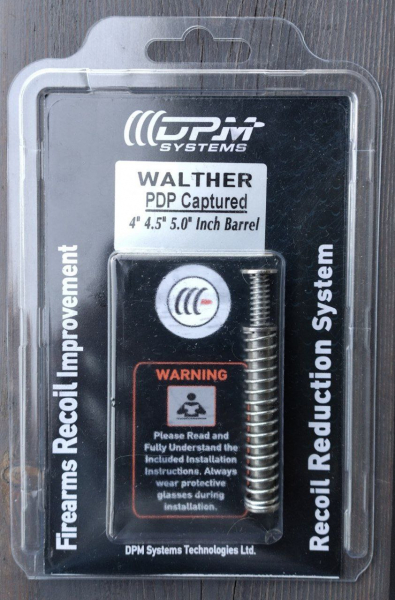 DPM
SYSTEMS
WALTHER
PDP Captured
4" 4.5" 5.0" Inch Barrel
Firearms Recoil Improvement
Recoil Reduction System
WARNING
Please Read and
Fully Understand the
Included Installation
Instructions. Always
wear protective
glasses during
installation.
DPM Systems Technologies Ltd.